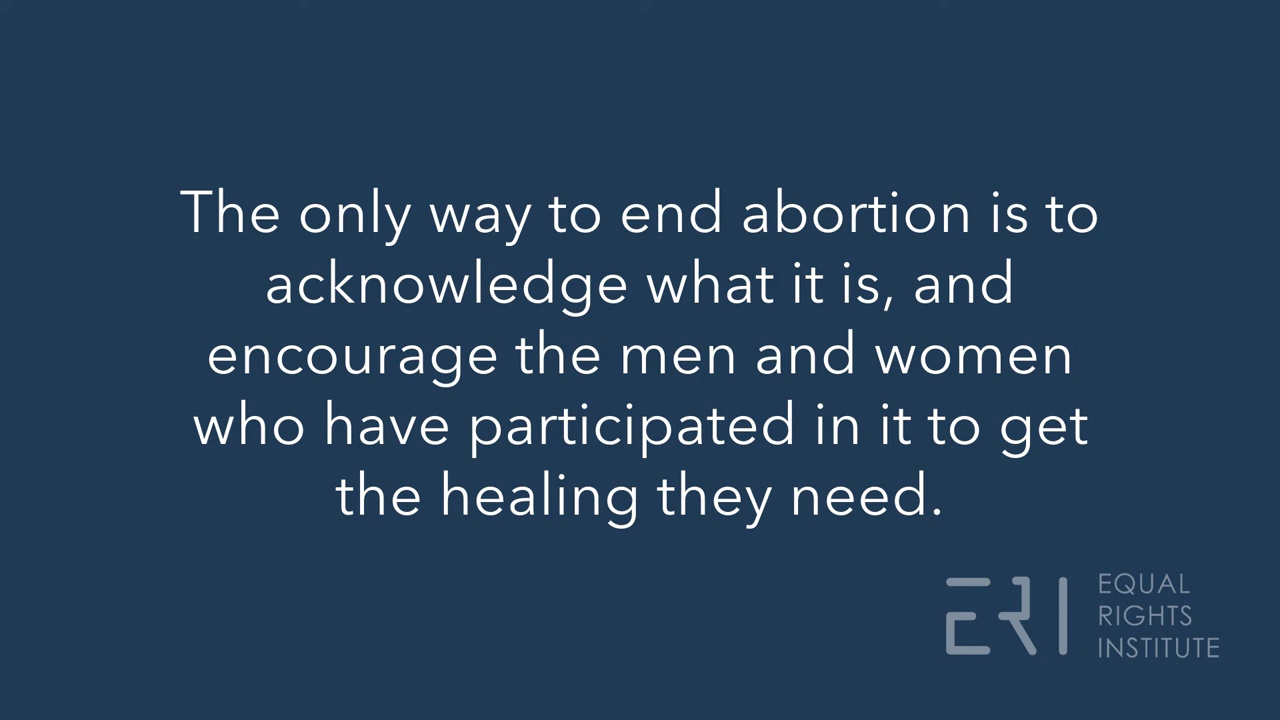 The only way to end abortion is to
acknowledge what it is, and
encourage the men and women
who have participated in it to get
the healing they need.
ERI
EQUAL
RIGHTS
INSTITUTE